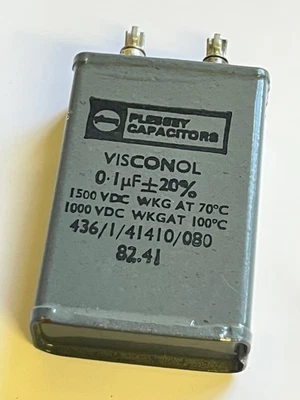 PLESSEY
CAPACITORS
VISCONOL
0.1µF±20%
1500 VDC WKG AT 70°C
1000 VDC WKGAT 100°C
436/1/41410/080
82.41